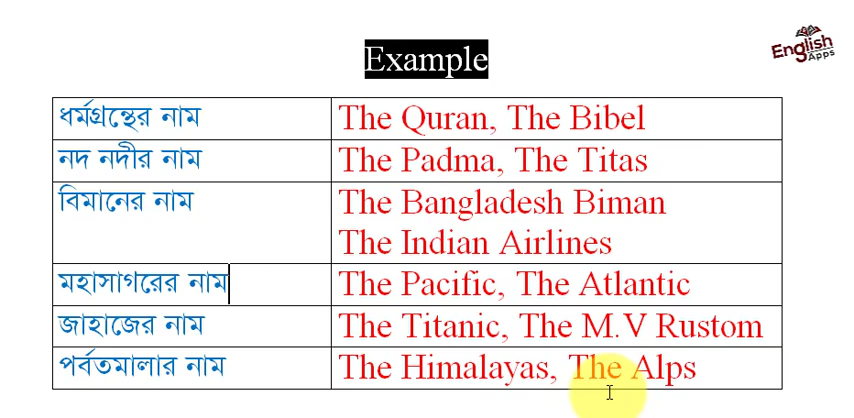 English
Apps
Example
ধর্মগ্রন্থের নাম The Quran, The Bibel
নদ নদীর নাম The Padma, The Titas
বিমানের নাম The Bangladesh Biman
The Indian Airlines
মহাসাগরের নাম The Pacific, The Atlantic
জাহাজের নাম The Titanic, The M.V Rustom
পর্বতমালার নাম The Himalayas, The Alps